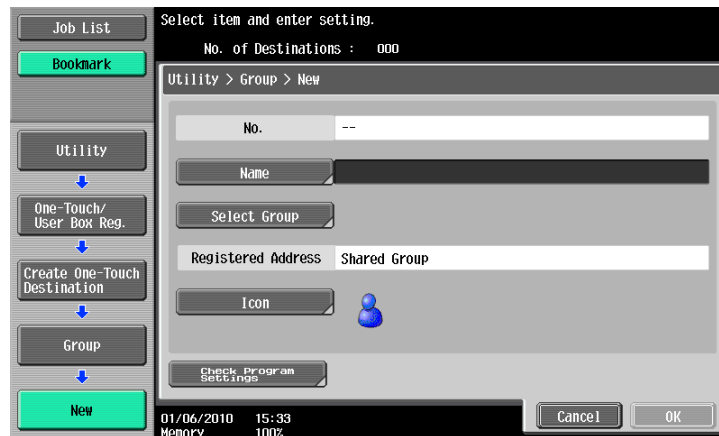 Job List
Bookmark
Utility
One-Touch/
User Box Reg.
Create One-Touch
Destination
Group
New
Select item and enter setting.
No. of Destinations : 000
Utility > Group > New
No. --
Name
Select Group
Registered Address Shared Group
Icon
Check Program
Settings
01/06/2010 15:33
Memory 100%
Cancel OK